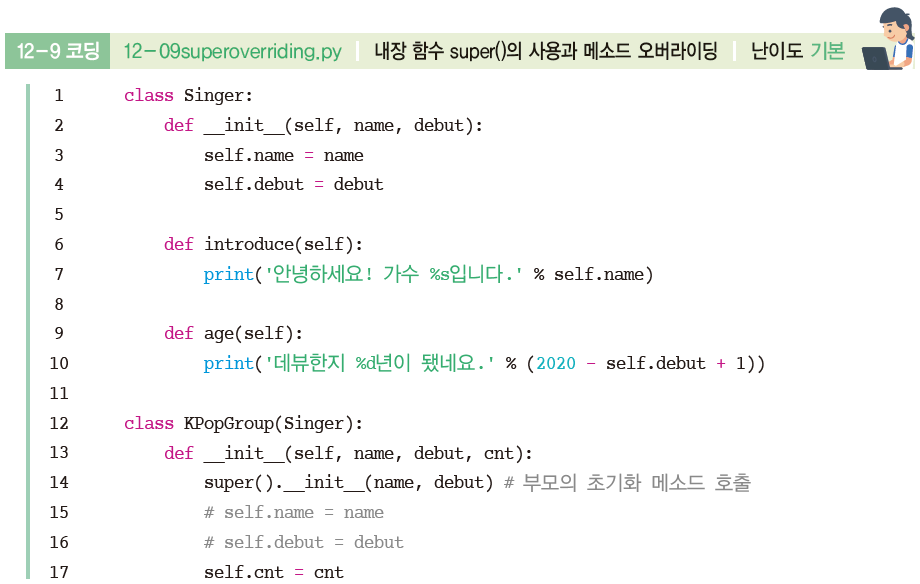 12-9 코딩 12-09superoverriding.py 내장 함수 super()의 사용과 메소드 오버라이딩 난이도 기본
1 class Singer:
2     def __init__(self, name, debut):
3         self.name = name
4         self.debut = debut
5
6     def introduce(self):
7         print('안녕하세요! 가수 %s입니다.' % self.name)
8
9     def age(self):
10         print('데뷰한지 %d년이 됐네요.' % (2020 - self.debut + 1))
11
12 class KPopGroup(Singer):
13     def __init__(self, name, debut, cnt):
14         super().__init__(name, debut) # 부모의 초기화 메소드 호출
15         # self.name = name
16         # self.debut = debut
17         self.cnt = cnt